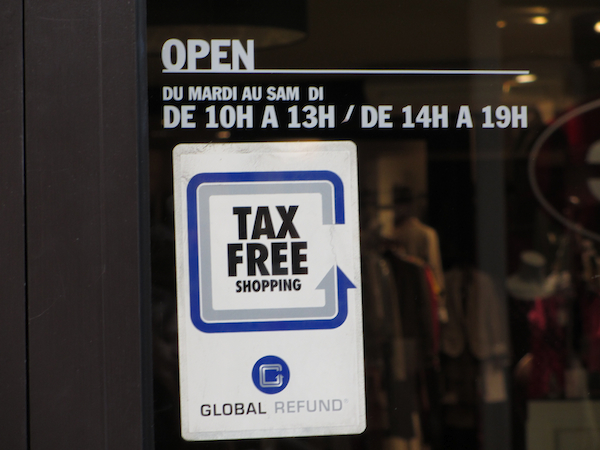 OPEN
DU MARDI AU SAM DI
DE 10H A 13H / DE 14H A 19H
TAX
FREE
SHOPPING
GLOBAL REFUND